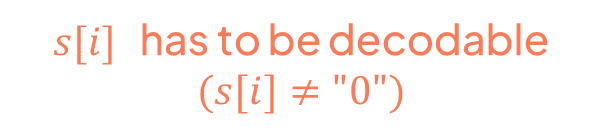 s[i] has to be decodable
(s[i] ≠ "0")